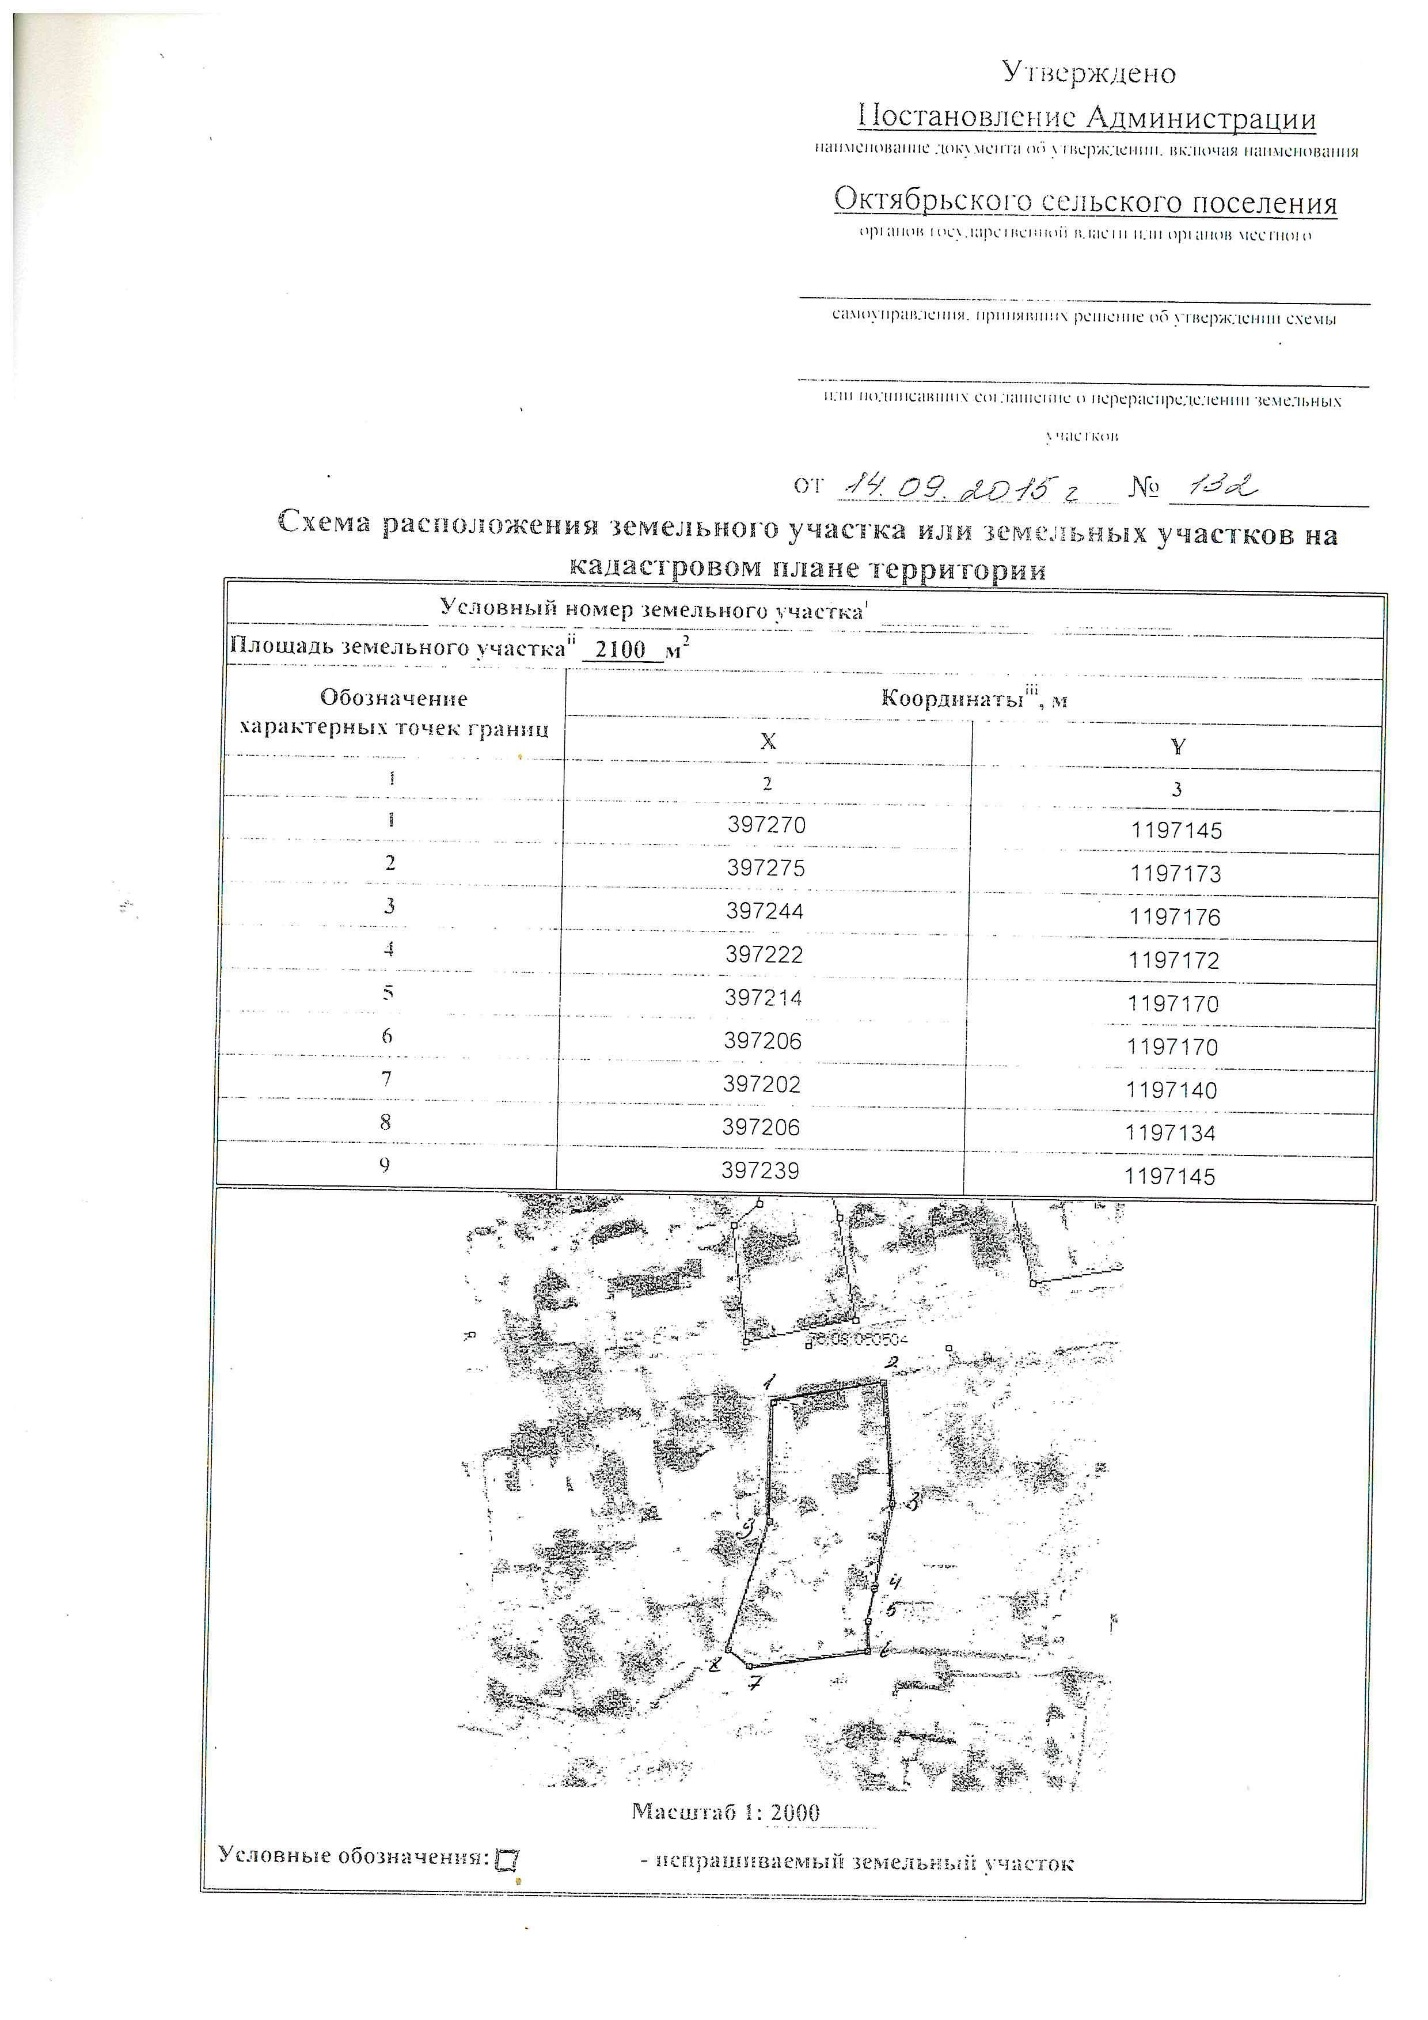 Утверждено
Постановление Администрации
наименование документа об утверждении, включая наименования
Октябрьского сельского поселения
органов государственной власти или органов местного
самоуправления, принявших решение об утверждении схемы
или подписавших соглашение о перераспределении земельных
участков
от 14.09.2015 г № 132
Схема расположения земельного участка или земельных участков на
кадастровом плане территории
Условный номер земельного участка i
Площадь земельного участка ii 2100 м2
Обозначение
характерных точек границ
Координаты iii, м
X Y
1 2 3
1 397270 1197145
2 397275 1197173
3 397244 1197176
4 397222 1197172
5 397214 1197170
6 397206 1197170
7 397202 1197140
8 397206 1197134
9 397239 1197145
1 2
3
9
4
5
6
8
7
Масштаб 1: 2000
Условные обозначения: - испрашиваемый земельный участок